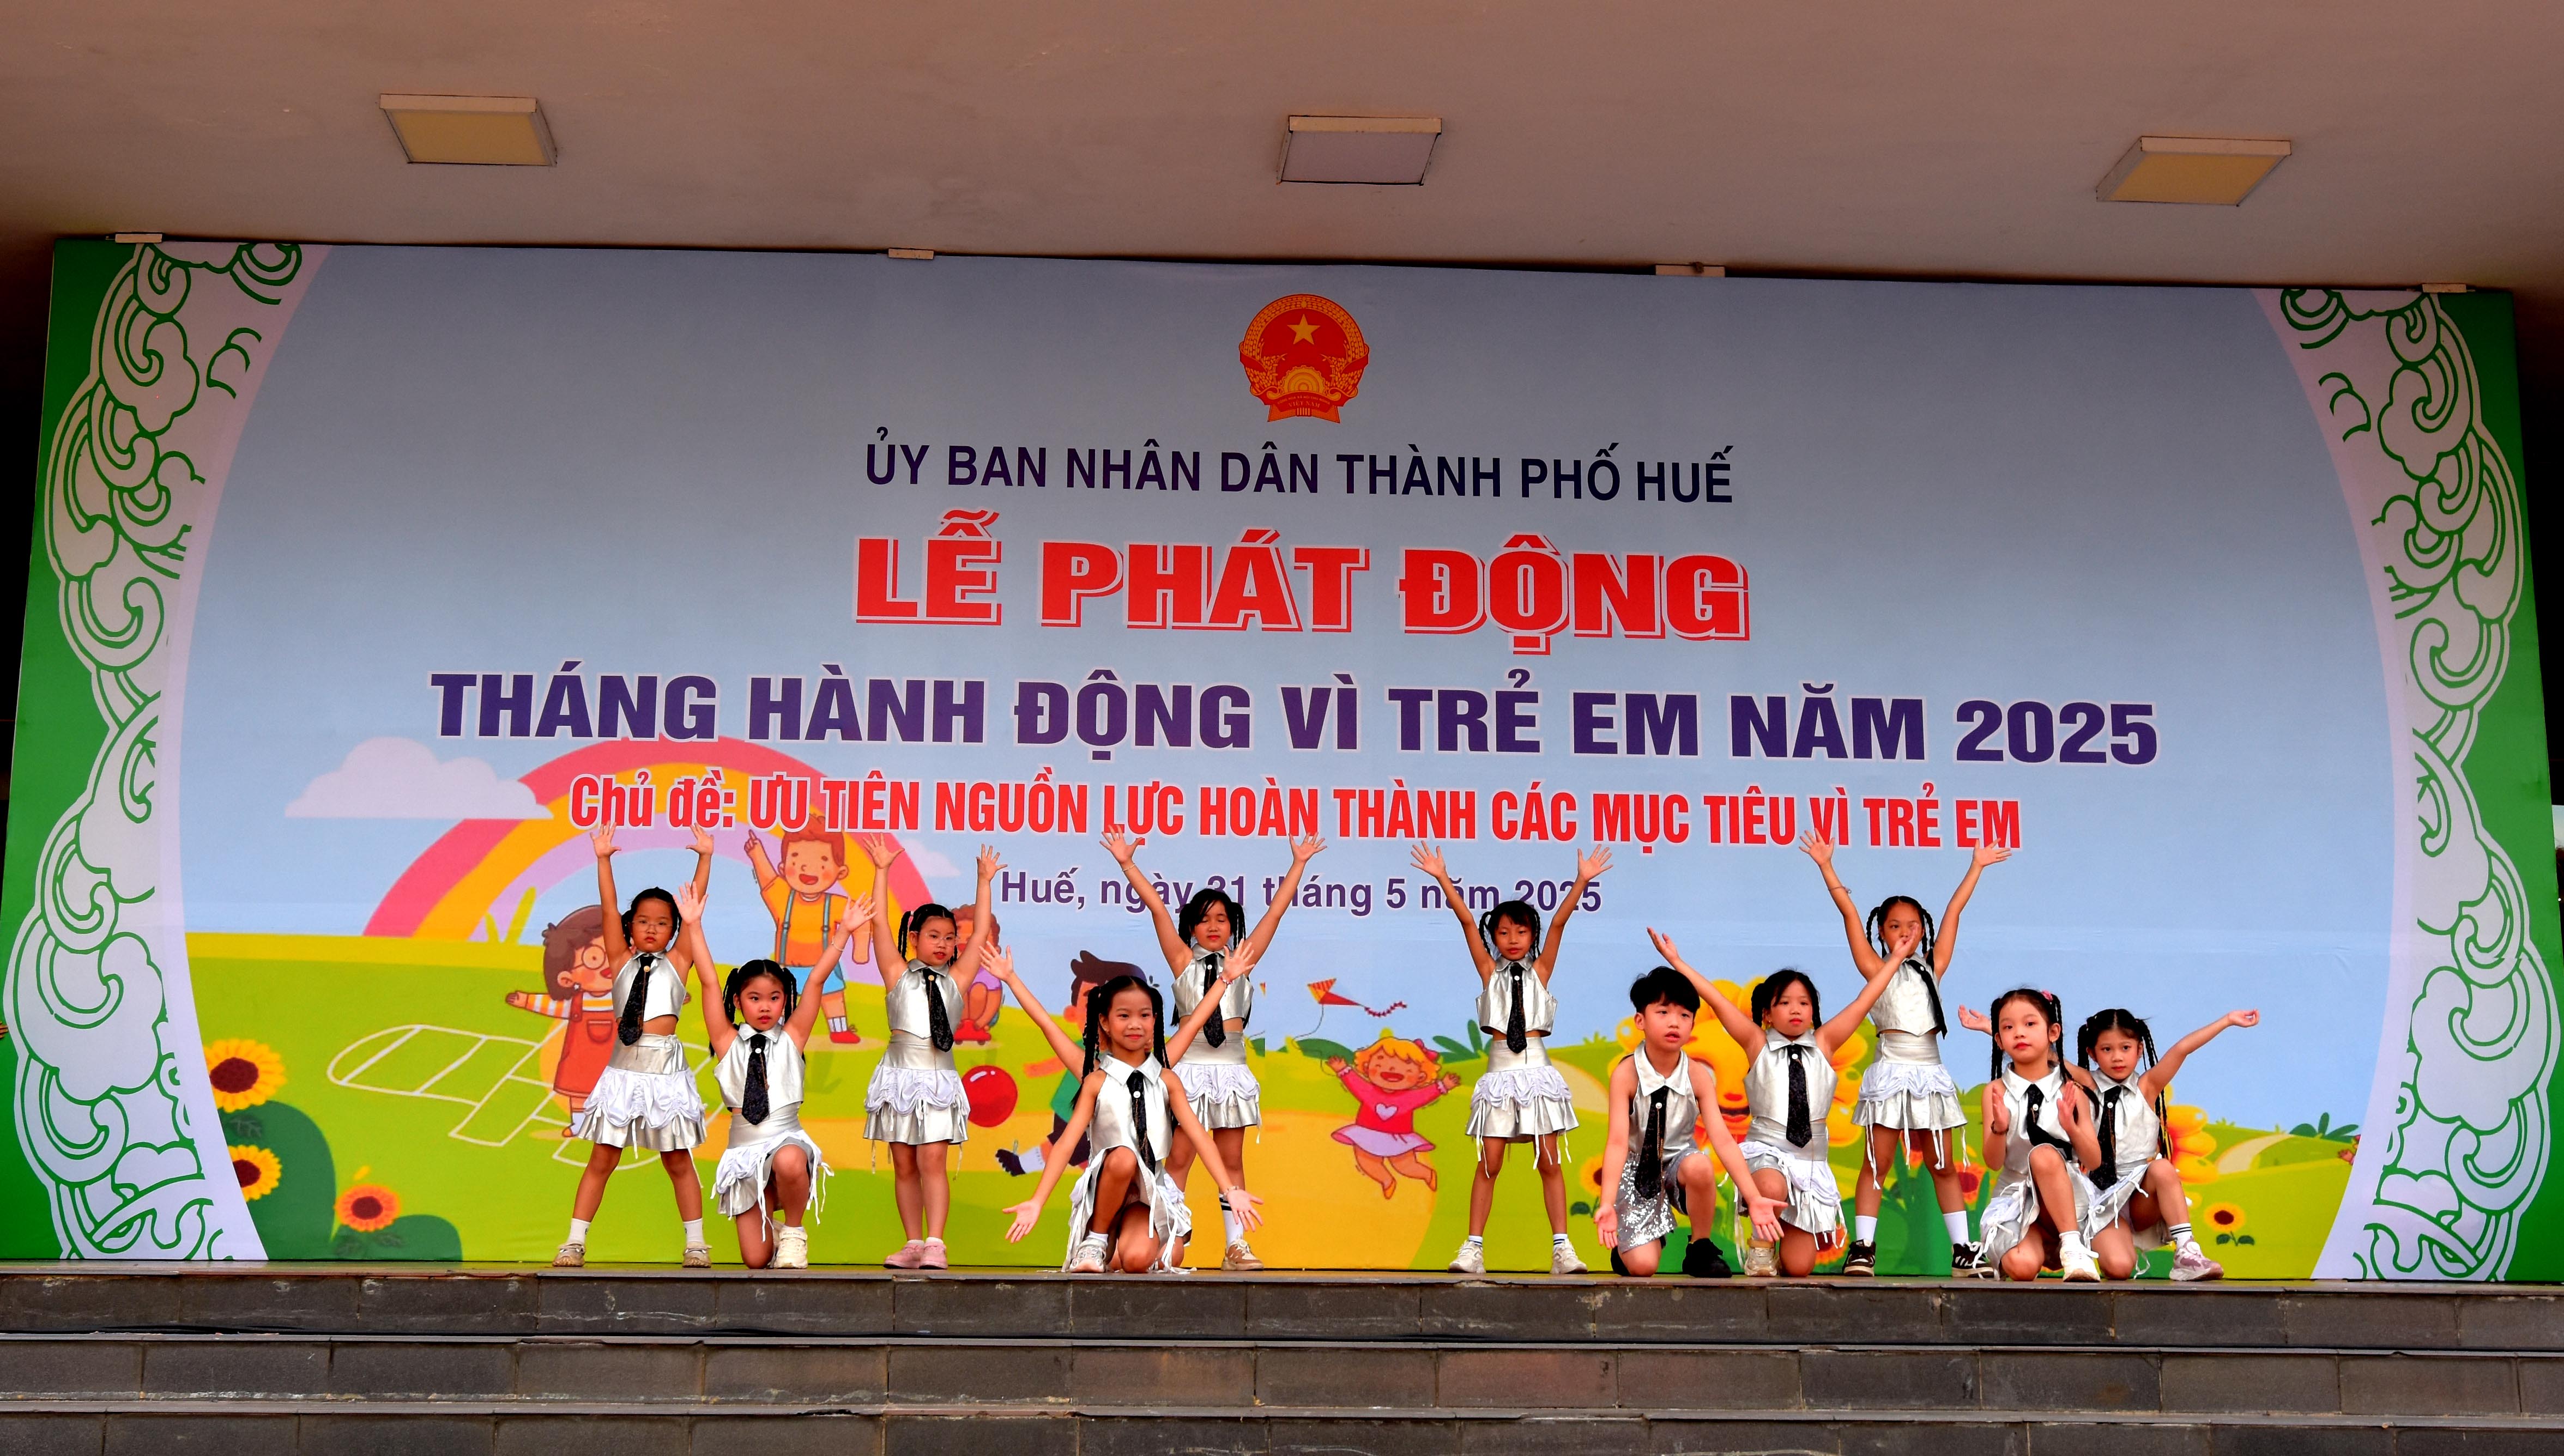 ỦY BAN NHÂN DÂN THÀNH PHỐ HUẾ
LỄ PHÁT ĐỘNG
THÁNG HÀNH ĐỘNG VÌ TRẺ EM NĂM 2025
Chủ đề: ƯU TIÊN NGUỒN LỰC HOÀN THÀNH CÁC MỤC TIÊU VÌ TRẺ EM
Huế, ngày 31 tháng 5 năm 2025